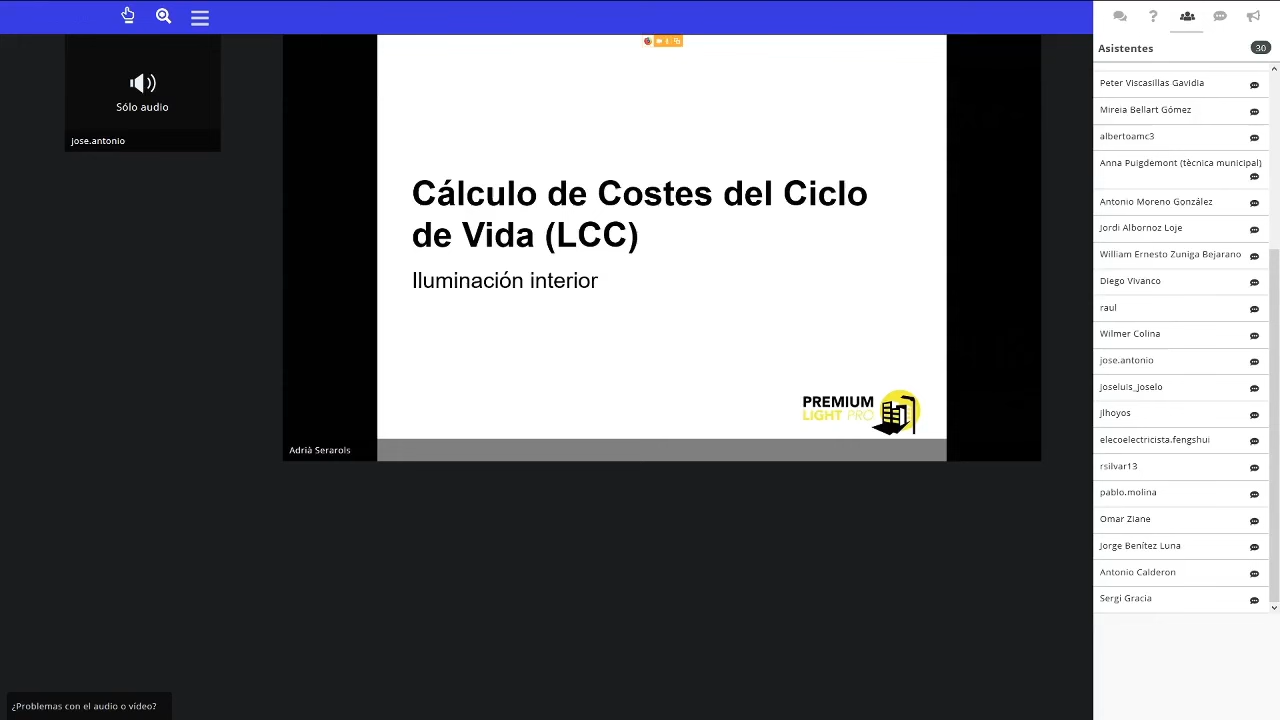 Sólo audio
jose.antonio
Cálculo de Costes del Ciclo
de Vida (LCC)
Iluminación interior
PREMIUM
LIGHT PRO
Adrià Serarols
¿Problemas con el audio o vídeo?
Asistentes
30
Peter Viscasillas Gavidia
Mireia Bellart Gómez
albertoamc3
Anna Puigdemont (tècnica municipal)
Antonio Moreno González
Jordi Albornoz Loje
William Ernesto Zuniga Bejarano
Diego Vivanco
raul
Wilmer Colina
jose.antonio
joseluis_joselo
jlhoyos
elecoelectricista.fengshui
rsilvar13
pablo.molina
Omar Ziane
Jorge Benítez Luna
Antonio Calderon
Sergi Gracia